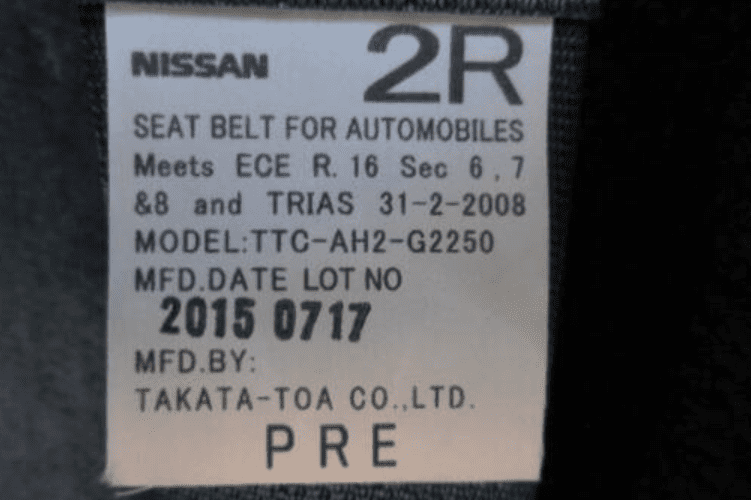 NISSAN 2R
SEAT BELT FOR AUTOMOBILES
Meets ECE R. 16 Sec 6,7
&8 and TRIAS 31-2-2008
MODEL:TTC-AH2-G2250
MFD.DATE LOT NO
2015 0717
MFD.BY:
TAKATA-TOA CO.,LTD.
PRE